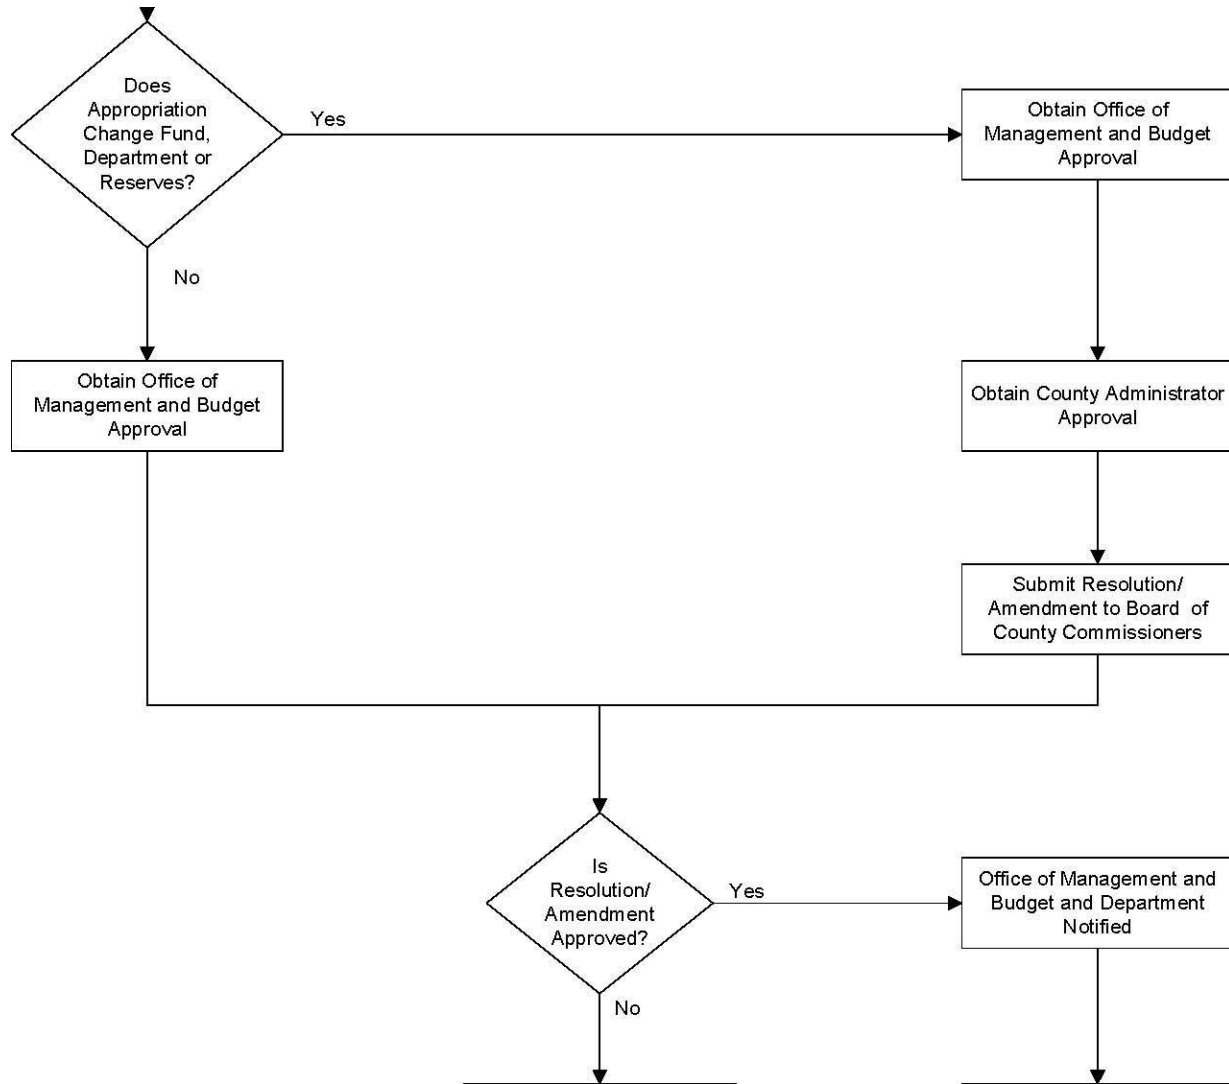 Does
Appropriation
Change Fund,
Department or
Reserves?
Yes
Obtain Office of
Management and Budget
Approval
No
Obtain Office of
Management and Budget
Approval
Obtain County Administrator
Approval
Submit Resolution/
Amendment to Board of
County Commissioners
Is
Resolution/
Amendment
Approved?
Yes
Office of Management and
Budget and Department
Notified
No